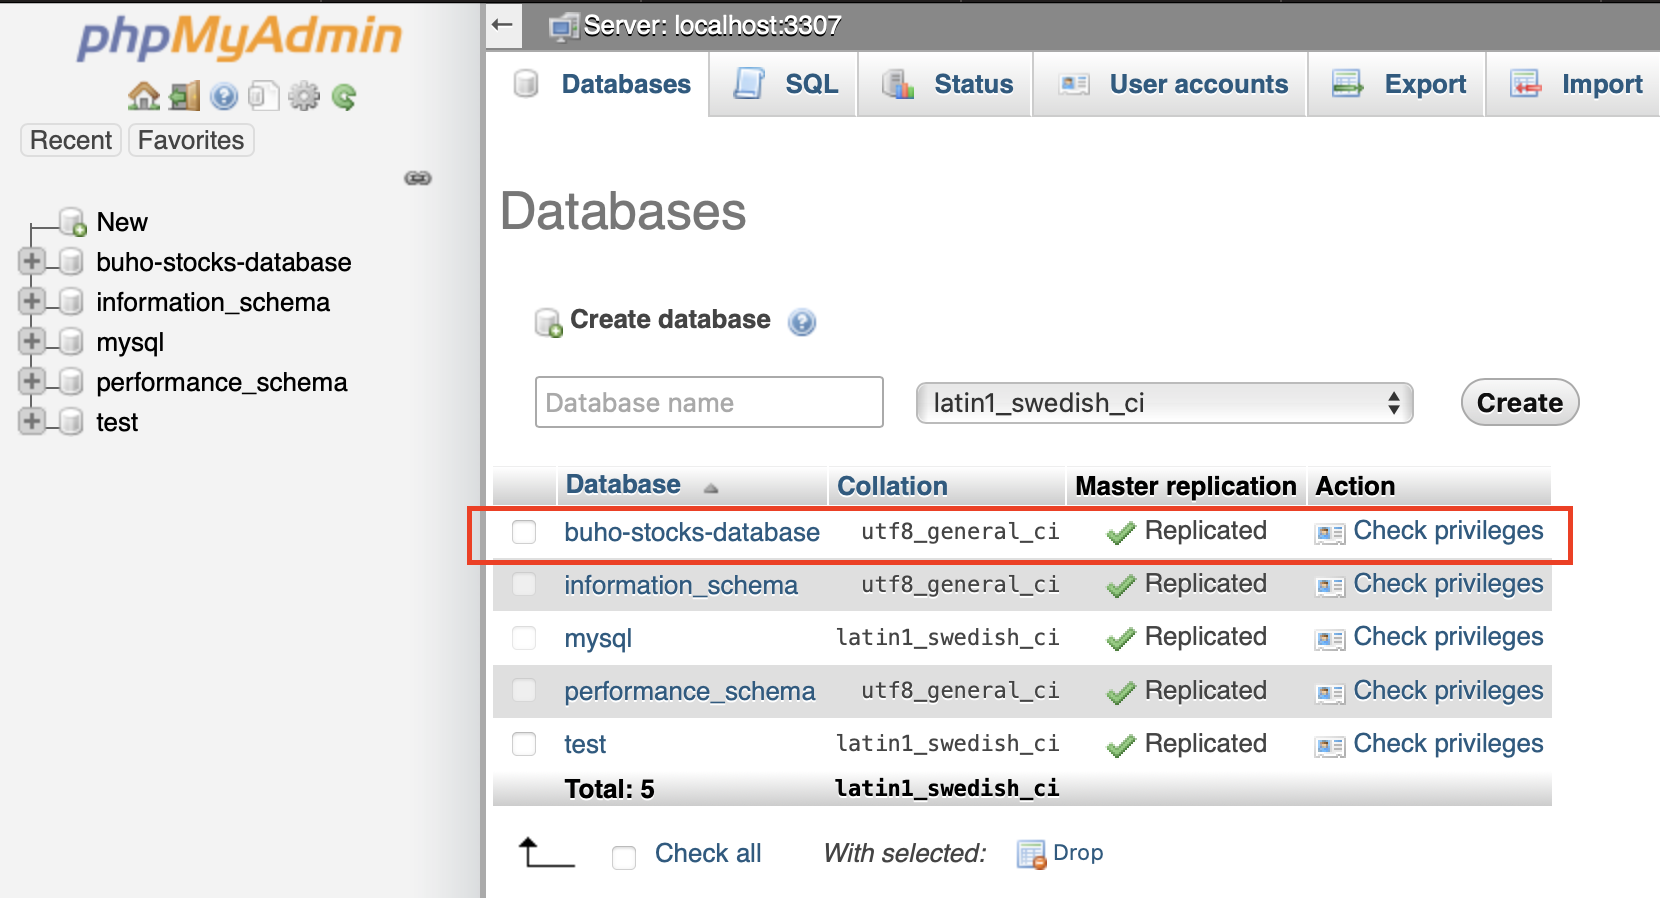 phpMyAdmin
Recent Favorites
New
buho-stocks-database
information_schema
mysql
performance_schema
test
Server: localhost:3307
Databases SQL Status User accounts Export Import
Databases
Create database
Database name latin1_swedish_ci Create
Database Collation Master replication Action
buho-stocks-database utf8_general_ci Replicated Check privileges
information_schema utf8_general_ci Replicated Check privileges
mysql latin1_swedish_ci Replicated Check privileges
performance_schema utf8_general_ci Replicated Check privileges
test latin1_swedish_ci Replicated Check privileges
Total: 5 latin1_swedish_ci
Check all With selected: Drop